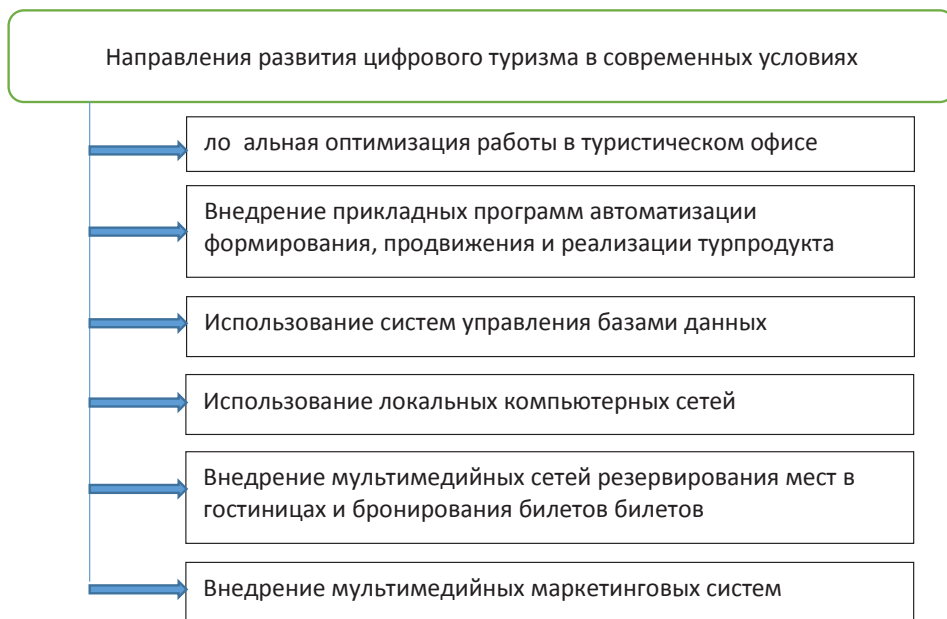 Направления развития цифрового туризма в современных условиях
ло альная оптимизация работы в туристическом офисе
Внедрение прикладных программ автоматизации
формирования, продвижения и реализации турпродукта
Использование систем управления базами данных
Использование локальных компьютерных сетей
Внедрение мультимедийных сетей резервирования мест в
гостиницах и бронирования билетов билетов
Внедрение мультимедийных маркетинговых систем